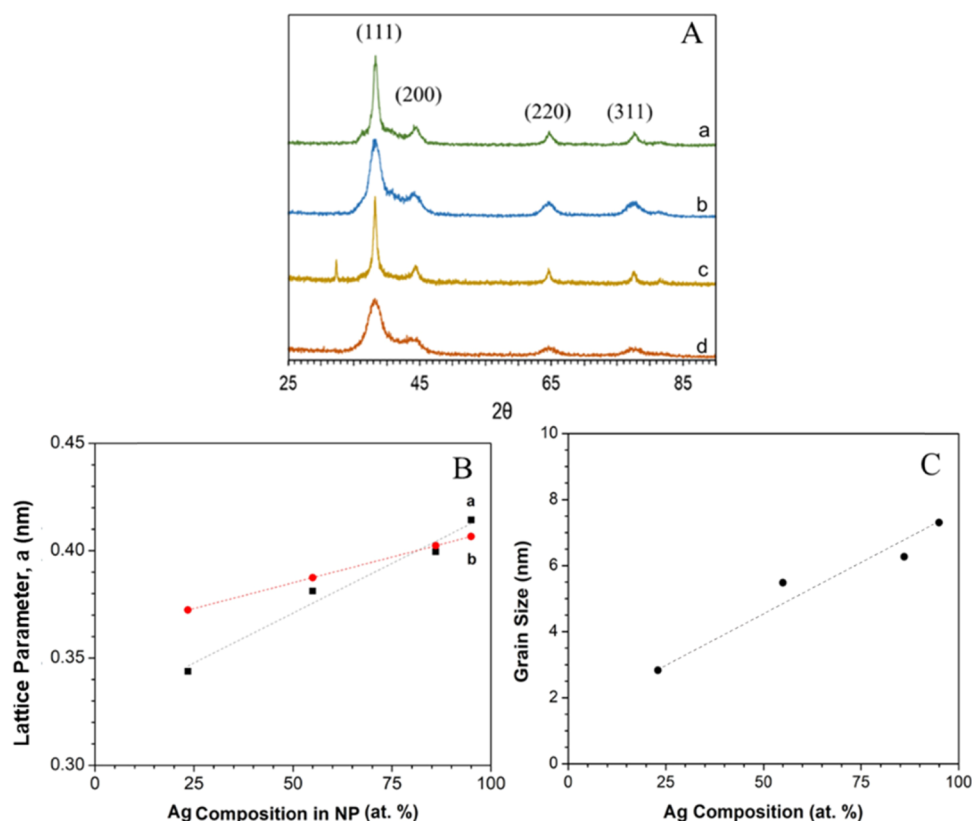 A
(111)
(200)
(220)
(311)
a
b
c
d
25
45
65
85
2θ
B
0.45
0.40
0.35
0.30
Lattice Parameter, a (nm)
a
b
0
25
50
75
100
Ag Composition in NP (at. %)
C
10
8
6
4
2
0
Grain Size (nm)
0
25
50
75
100
Ag Composition (at. %)